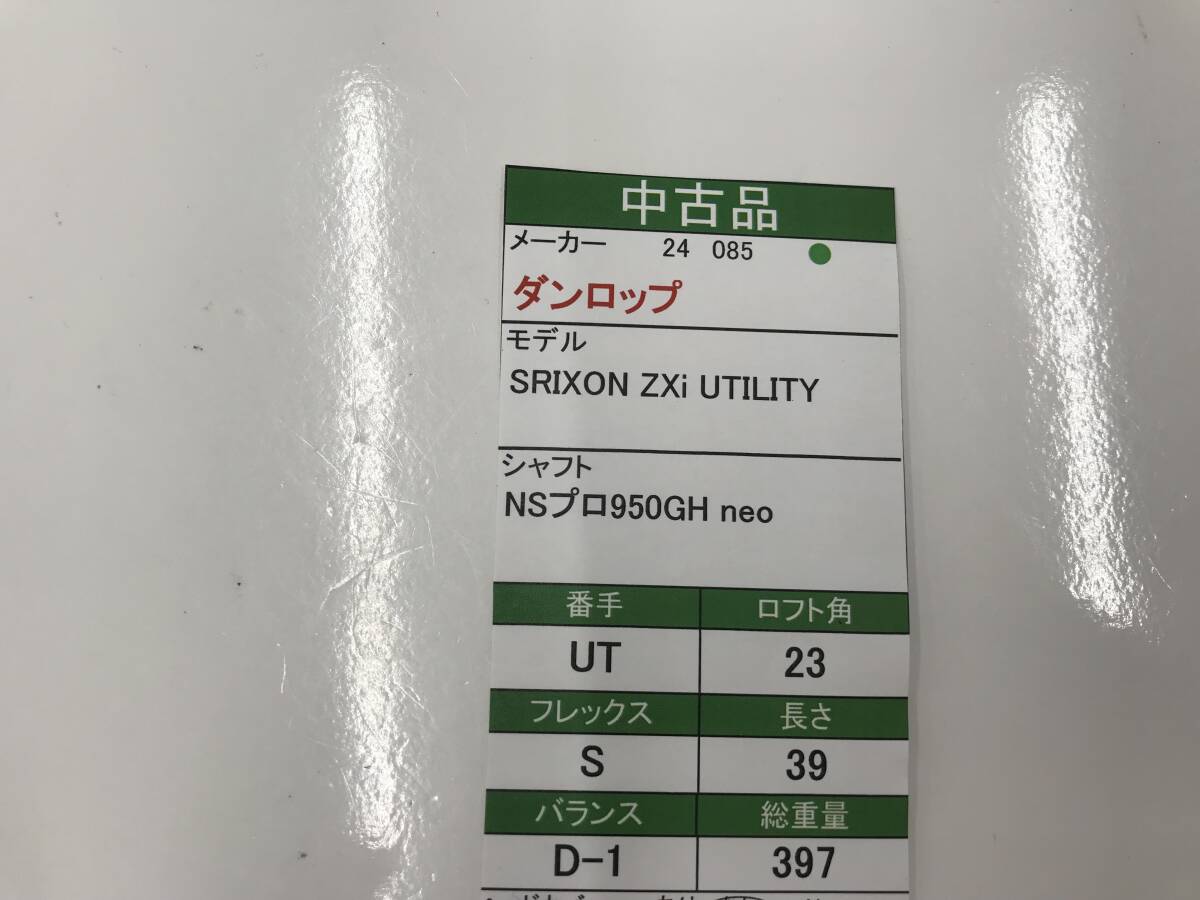 中古品
メーカー 24 085
ダンロップ
モデル
SRIXON ZXi UTILITY
シャフト
NSプロ950GH neo
番手 ロフト角
UT 23
フレックス 長さ
S 39
バランス 総重量
D-1 397